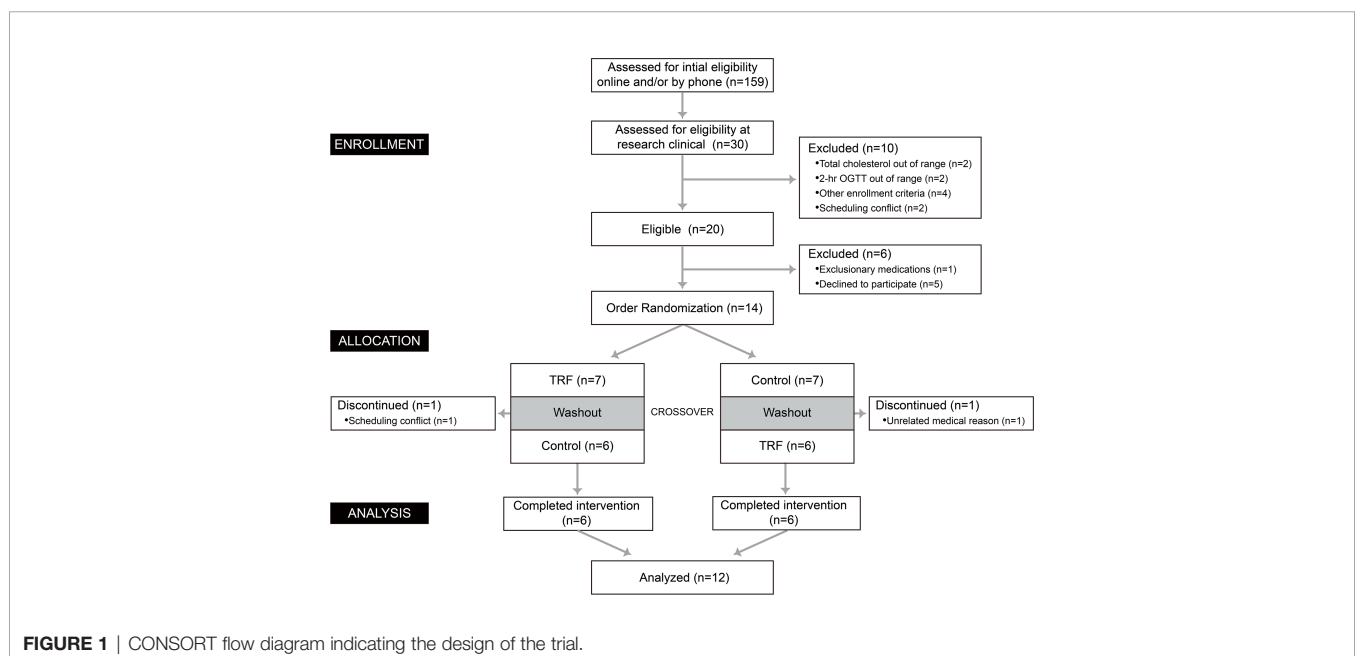 Assessed for intial eligibility
online and/or by phone (n=159)
ENROLLMENT
Assessed for eligibility at
research clinical (n=30)
Excluded (n=10)
•Total cholesterol out of range (n=2)
•2-hr OGTT out of range (n=2)
•Other enrollment criteria (n=4)
•Scheduling conflict (n=2)
Eligible (n=20)
Excluded (n=6)
•Exclusionary medications (n=1)
•Declined to participate (n=5)
Order Randomization (n=14)
ALLOCATION
TRF (n=7)
Control (n=7)
Discontinued (n=1)
•Scheduling conflict (n=1)
Washout
CROSSOVER
Washout
Discontinued (n=1)
•Unrelated medical reason (n=1)
Control (n=6)
TRF (n=6)
ANALYSIS
Completed intervention
(n=6)
Completed intervention
(n=6)
Analyzed (n=12)
FIGURE 1 | CONSORT flow diagram indicating the design of the trial.